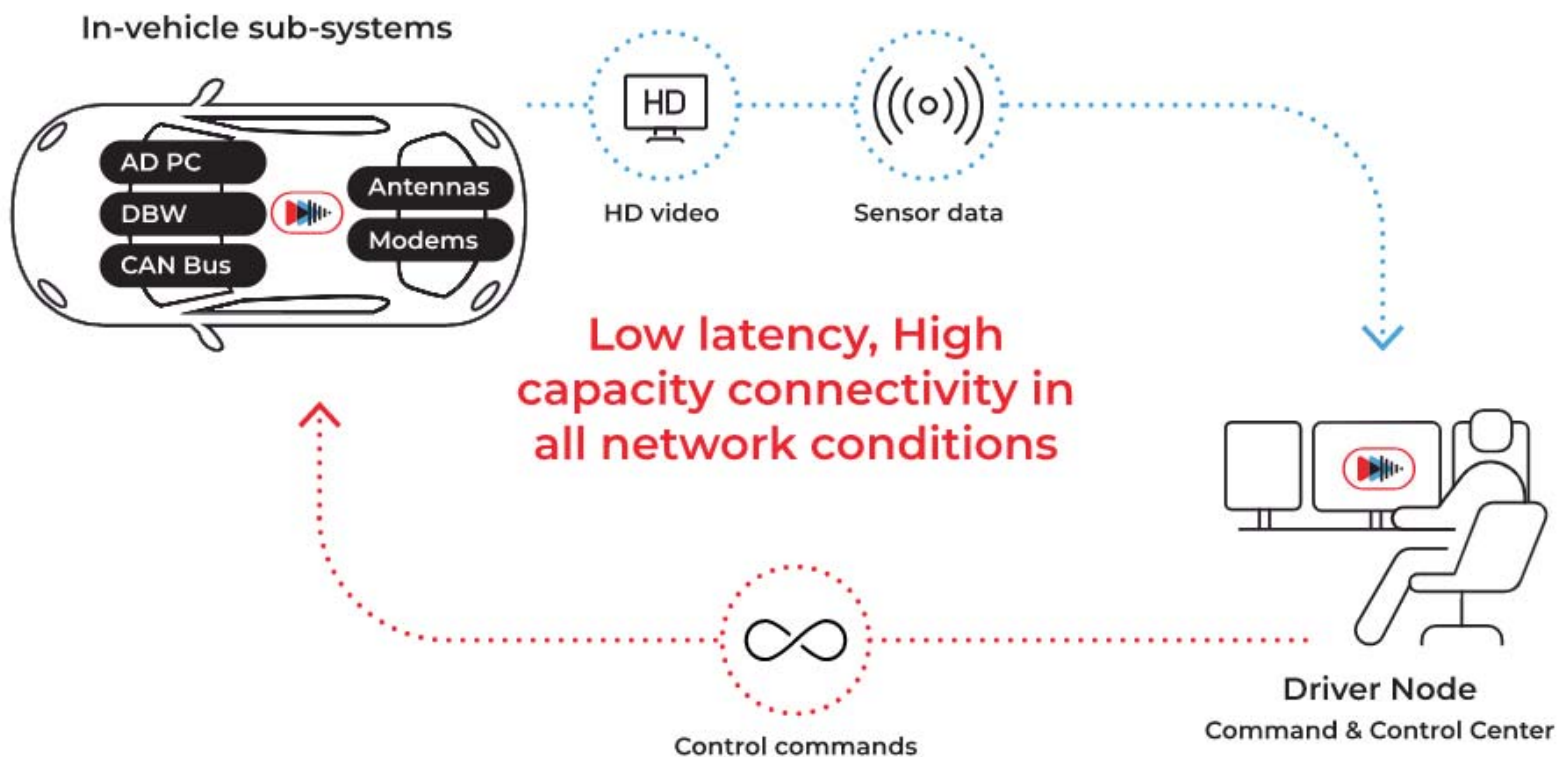 In-vehicle sub-systems
AD PC
DBW
CAN Bus
Antennas
Modems
HD
HD video
Sensor data
Low latency, High
capacity connectivity in
all network conditions
Control commands
Driver Node
Command & Control Center